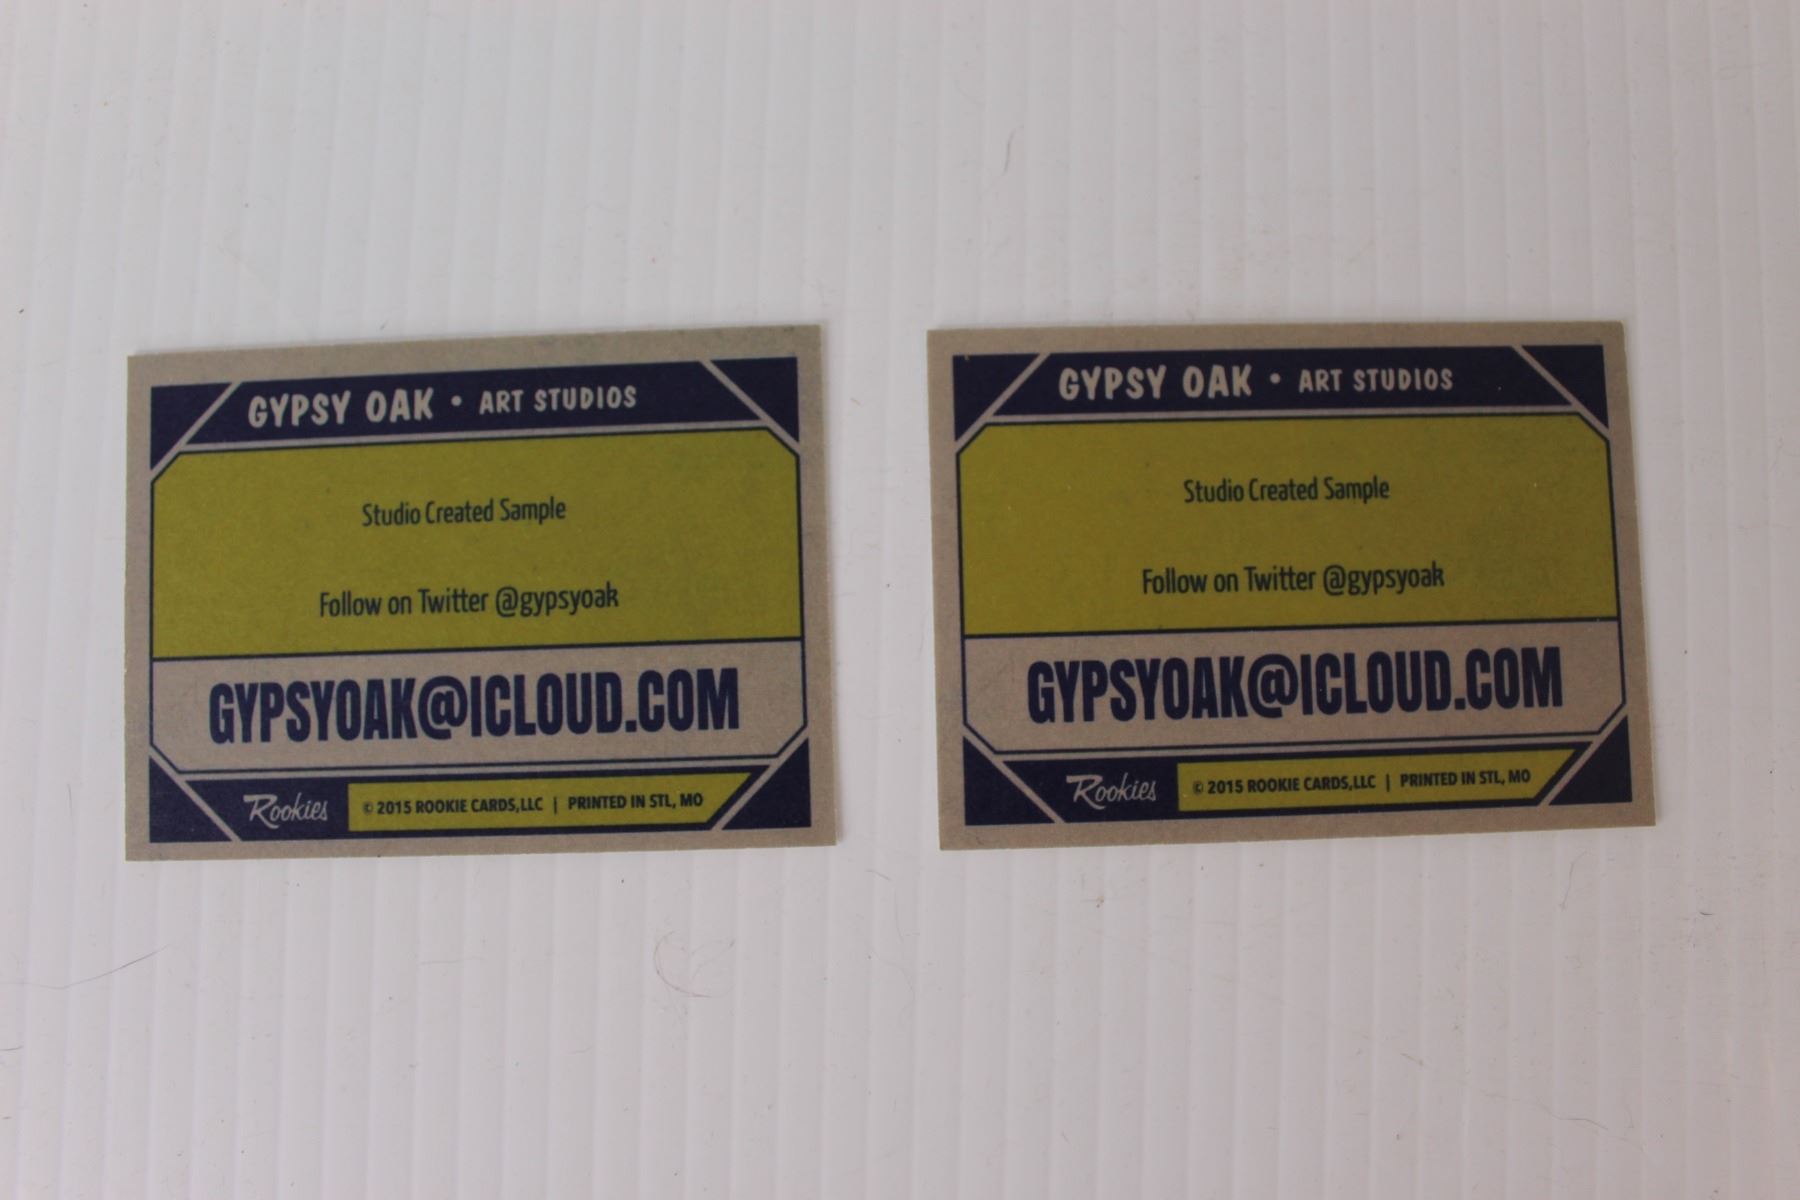 GYPSY OAK • ART STUDIOS
Studio Created Sample
Follow on Twitter @gypsyoak
GYPSYOAK@ICLOUD.COM
Rookies © 2015 ROOKIE CARDS,LLC | PRINTED IN STL, MO
GYPSY OAK • ART STUDIOS
Studio Created Sample
Follow on Twitter @gypsyoak
GYPSYOAK@ICLOUD.COM
Rookies © 2015 ROOKIE CARDS,LLC | PRINTED IN STL, MO